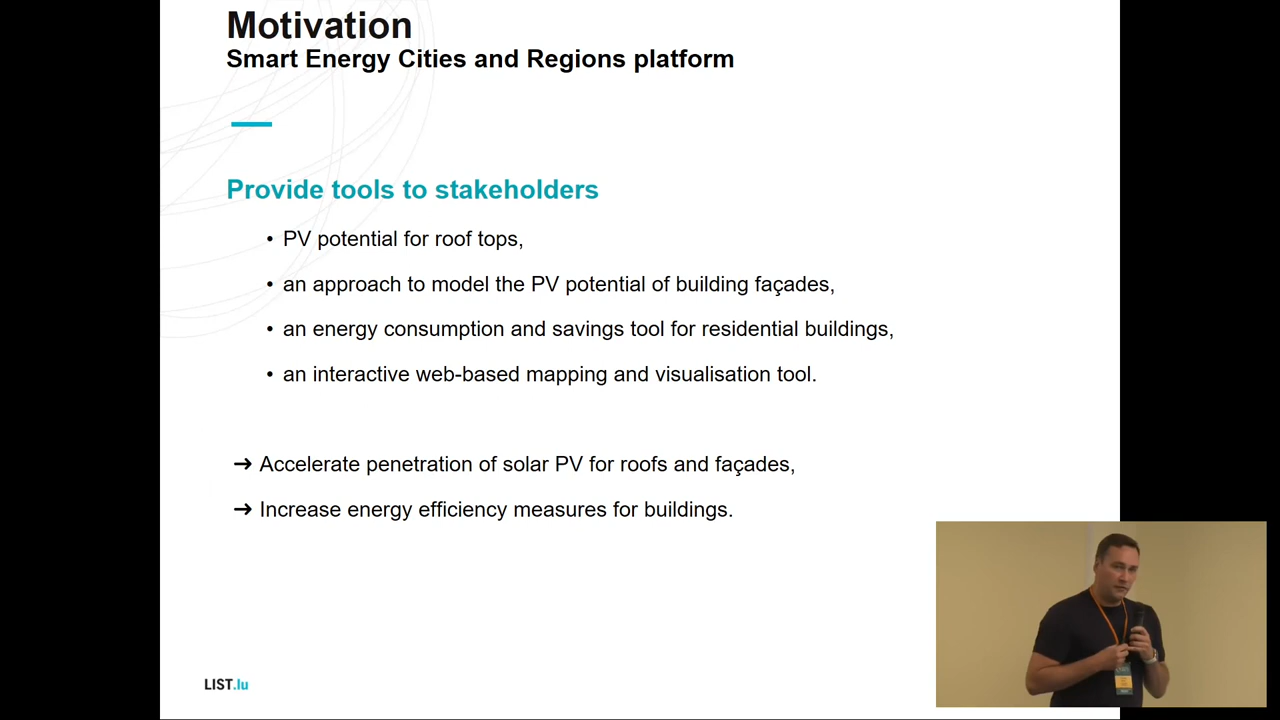 Motivation
Smart Energy Cities and Regions platform
Provide tools to stakeholders
• PV potential for roof tops,
• an approach to model the PV potential of building façades,
• an energy consumption and savings tool for residential buildings,
• an interactive web-based mapping and visualisation tool.
➔ Accelerate penetration of solar PV for roofs and façades,
➔ Increase energy efficiency measures for buildings.
LIST.lu